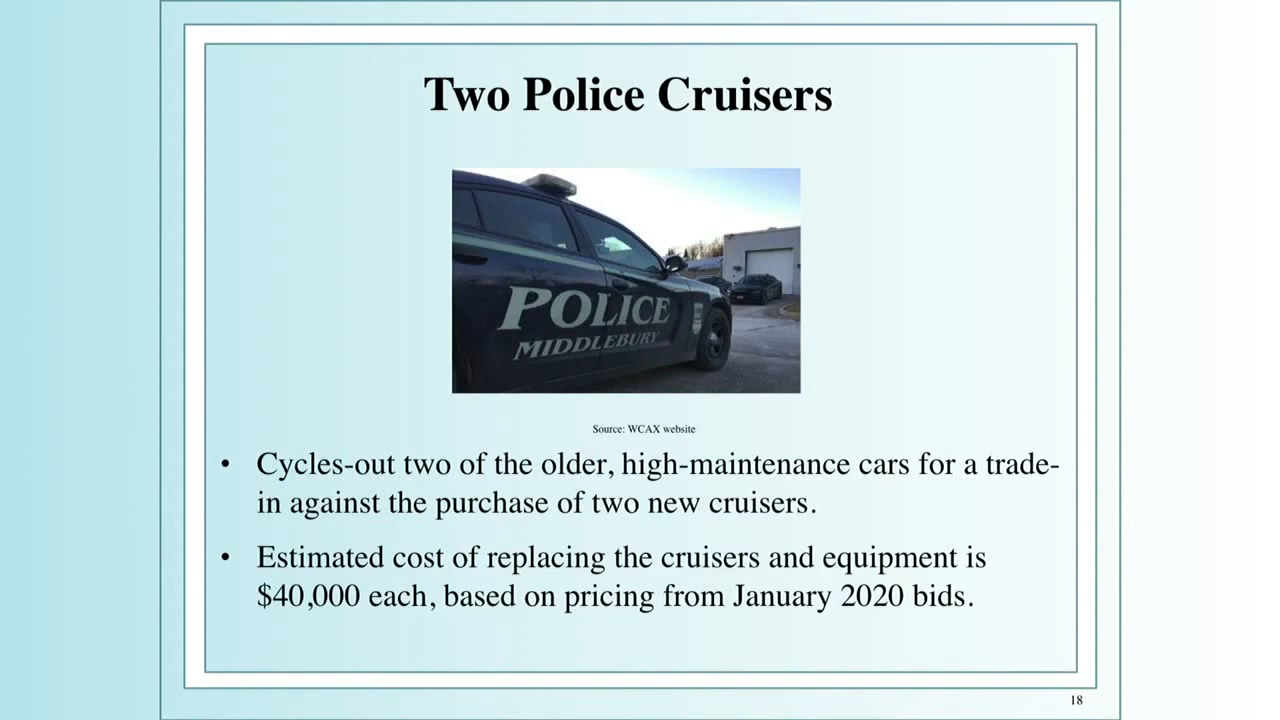 Two Police Cruisers
POLICE
MIDDLEBURY
Source: WCAX website
• Cycles-out two of the older, high-maintenance cars for a trade-
in against the purchase of two new cruisers.
• Estimated cost of replacing the cruisers and equipment is
$40,000 each, based on pricing from January 2020 bids.
18